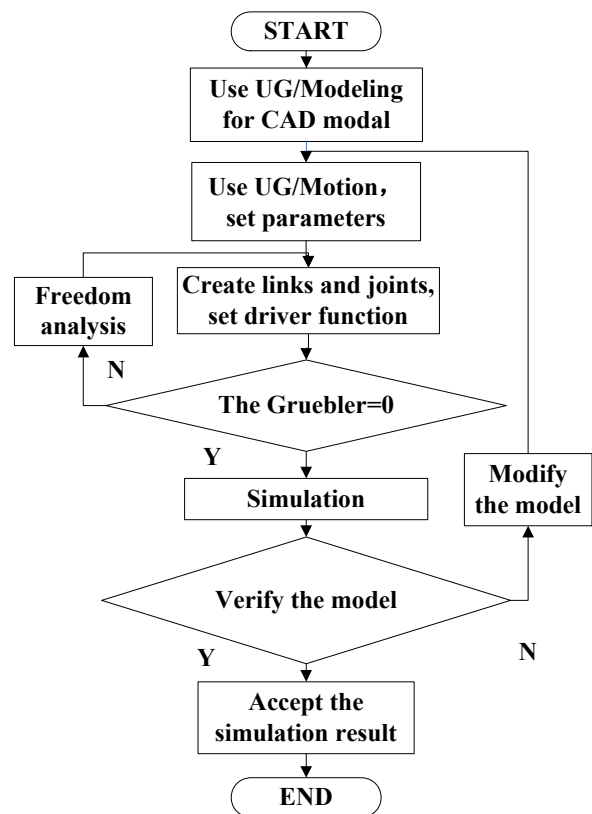 START
Use UG/Modeling
for CAD modal
Use UG/Motion，
set parameters
Create links and joints,
set driver function
Freedom
analysis
N
The Gruebler=0
Y
Simulation
Modify
the model
Verify the model
Y
N
Accept the
simulation result
END